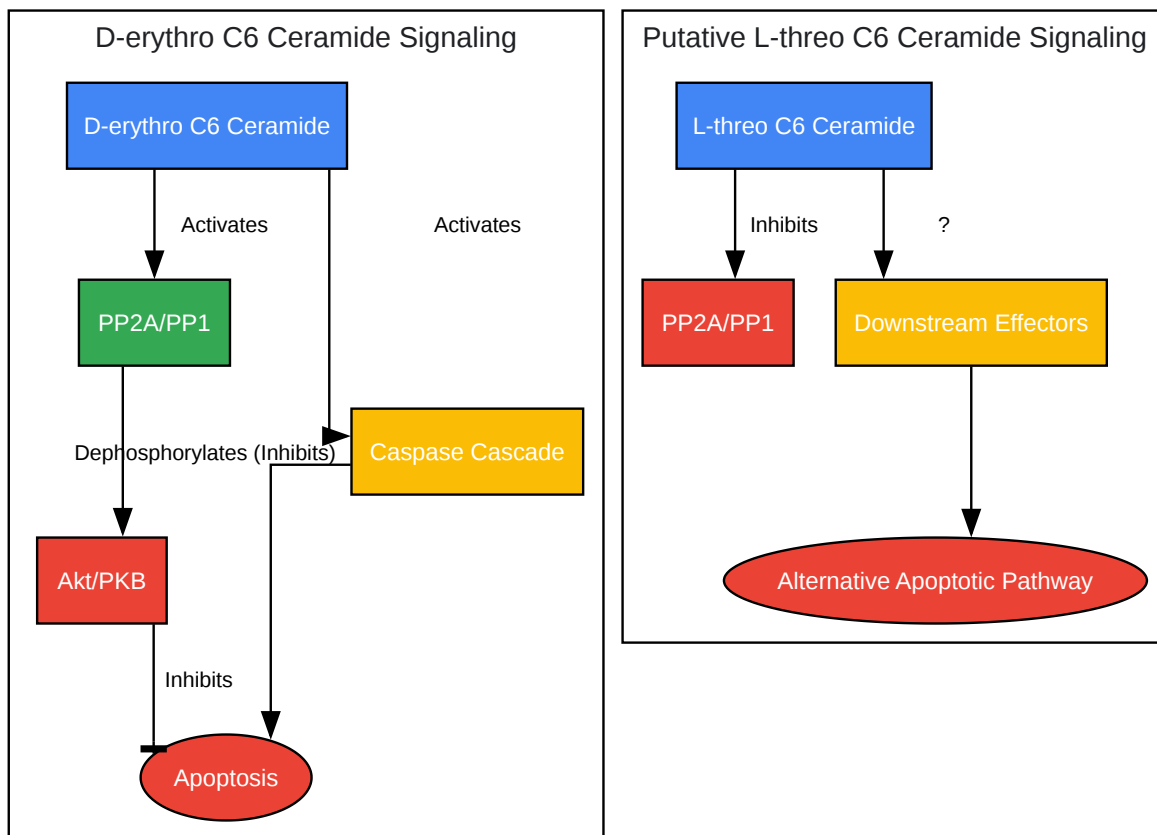 D-erythro C6 Ceramide Signaling
D-erythro C6 Ceramide
Activates
Activates
PP2A/PP1
Dephosphorylates (Inhibits)
Caspase Cascade
Akt/PKB
Inhibits
Apoptosis
Putative L-threo C6 Ceramide Signaling
L-threo C6 Ceramide
Inhibits
?
PP2A/PP1
Downstream Effectors
Alternative Apoptotic Pathway